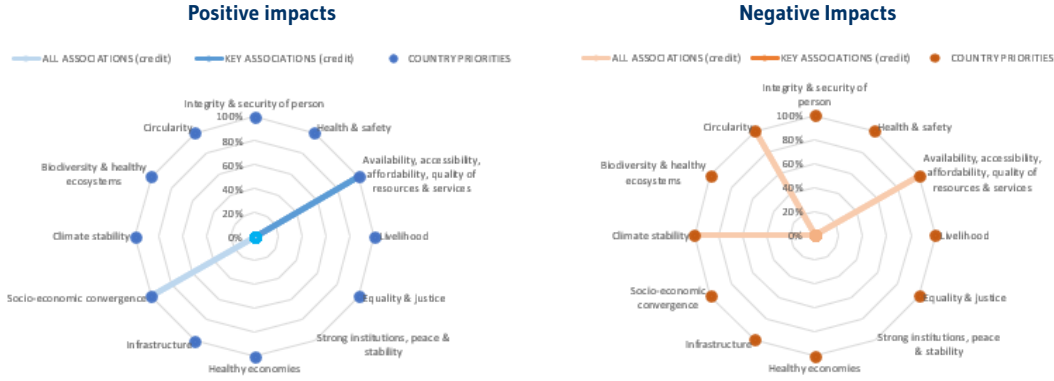 Positive impacts
ALL ASSOCIATIONS (credit)
KEY ASSOCIATIONS (credit)
COUNTRY PRIORITIES
Integrity & security of person
100%
80%
60%
40%
20%
0%
Health & safety
Availability, accessibility,
affordability, quality of
resources & services
Livelihood
Equality & justice
Strong institutions, peace &
stability
Healthy economies
Infrastructure
Socio-economic convergence
Climate stability
Biodiversity & healthy
ecosystems
Circularity
Negative Impacts
ALL ASSOCIATIONS (credit)
KEY ASSOCIATIONS (credit)
COUNTRY PRIORITIES
Integrity & security of
person
100%
80%
60%
40%
20%
0%
Health & safety
Availability, accessibility,
affordability, quality of
resources & services
Livelihood
Equality & justice
Strong institutions, peace
& stability
Healthy economies
Infrastructure
Socio-economic
convergence
Climate stability
Biodiversity & healthy
ecosystems
Circularity